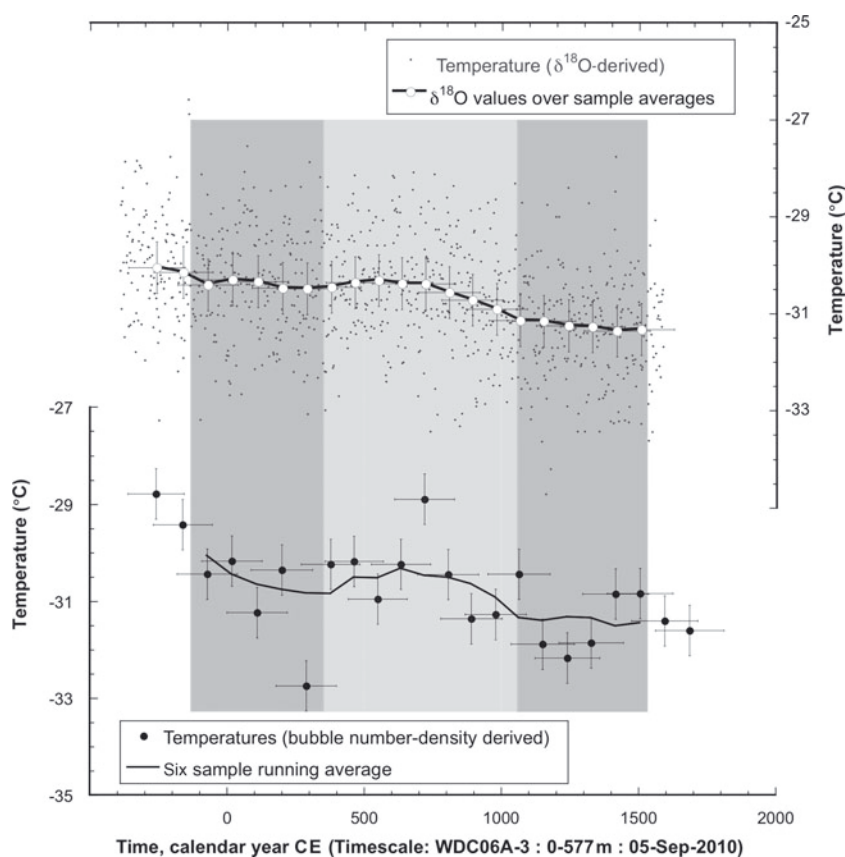 -25
Temperature (δ18O-derived)
δ18O values over sample averages
-27
-29
-31
-33
Temperature (°C)
-27
-29
-31
-33
-35
Temperature (°C)
Temperatures (bubble number-density derived)
Six sample running average
0 500 1000 1500 2000
Time, calendar year CE (Timescale: WDC06A-3 : 0-577m : 05-Sep-2010)